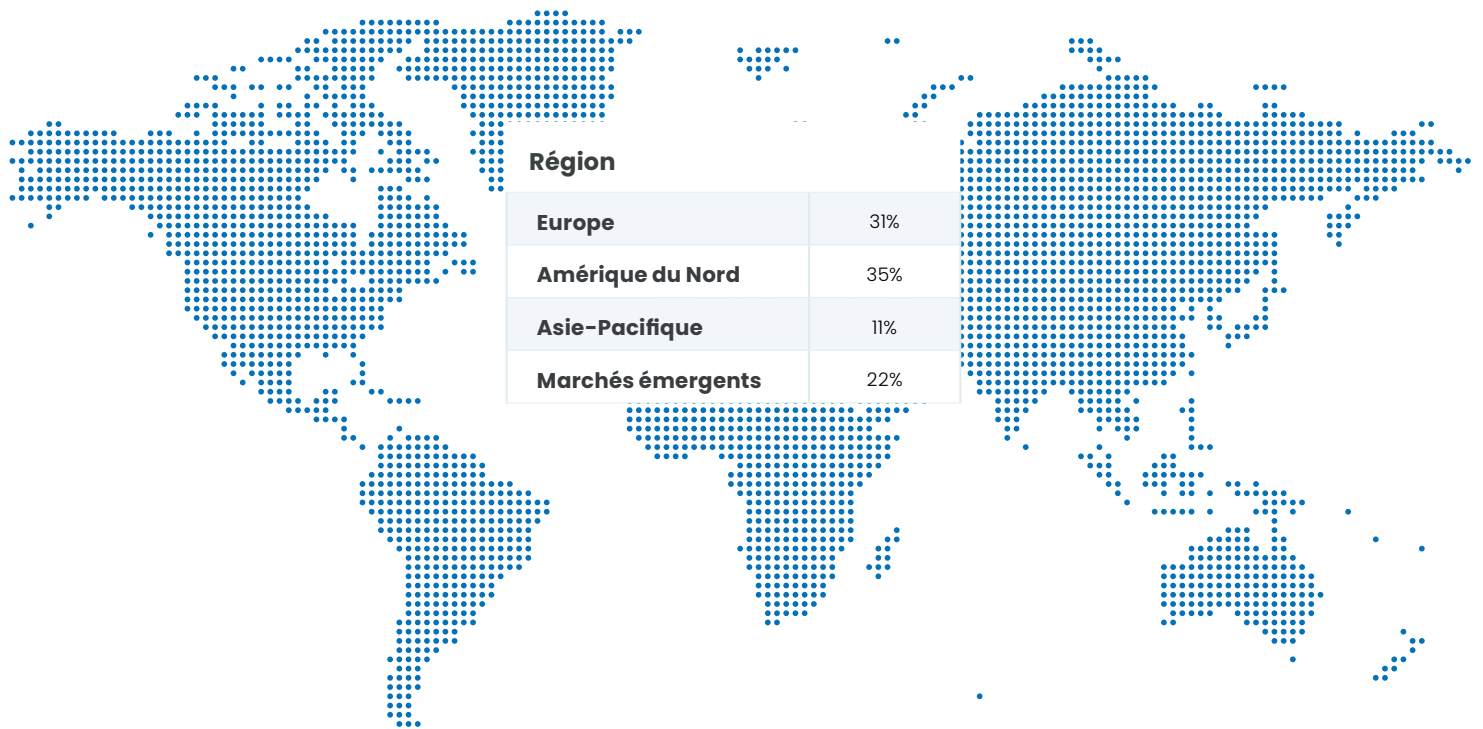 Région
Europe 31%
Amérique du Nord 35%
Asie-Pacifique 11%
Marchés émergents 22%